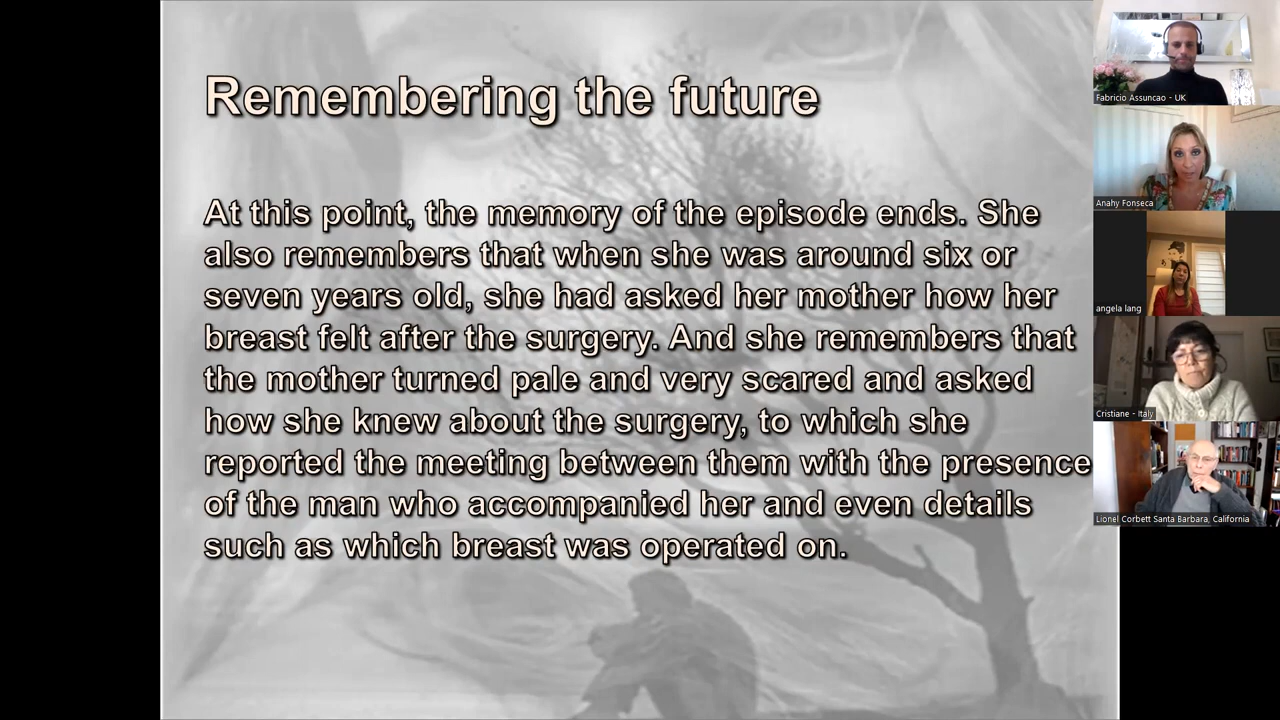 Remembering the future
At this point, the memory of the episode ends. She
also remembers that when she was around six or
seven years old, she had asked her mother how her
breast felt after the surgery. And she remembers that
the mother turned pale and very scared and asked
how she knew about the surgery, to which she
reported the meeting between them with the presence
of the man who accompanied her and even details
such as which breast was operated on.
Fabricio Assuncao - UK
Anahy Fonseca
angela lang
Cristiane - Italy
Lionel Corbett Santa Barbara, California